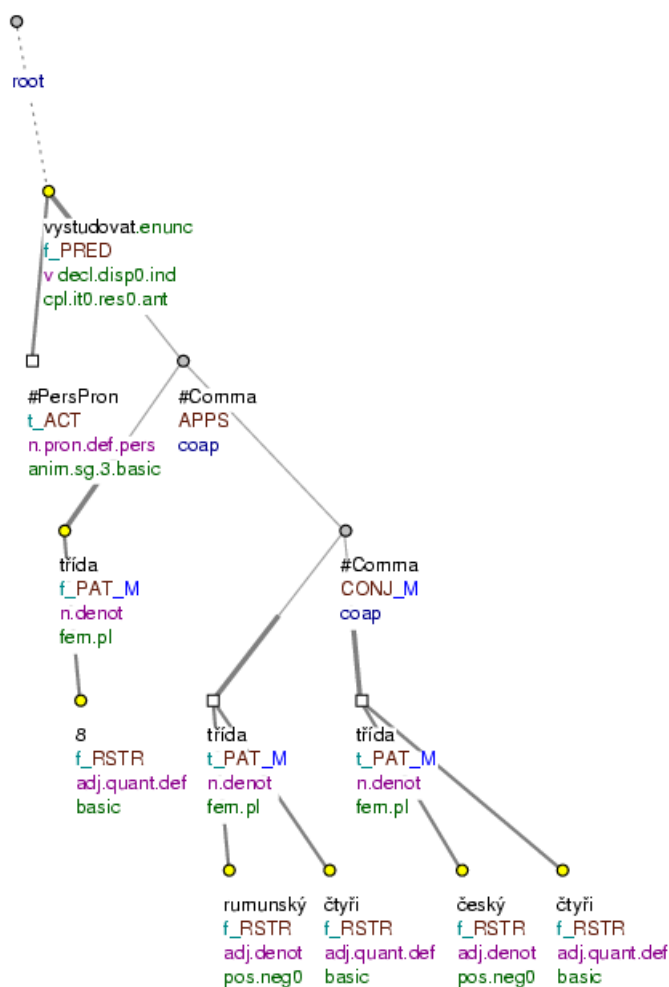 root
vystudovat.enunc
f_PRED
v decl.disp0.ind
cpl.it0.res0.ant
#PersPron
t_ACT
n.pron.def.pers
anim.sg.3.basic
#Comma
APPS
coap
třída
f_PAT_M
n.denot
fem.pl
#Comma
CONJ_M
coap
8
f_RSTR
adj.quant.def
basic
třída
t_PAT_M
n.denot
fem.pl
třída
t_PAT_M
n.denot
fem.pl
rumunský
f_RSTR
adj.denot
pos.neg0
čtyři
f_RSTR
adj.quant.def
basic
český
f_RSTR
adj.denot
pos.neg0
čtyři
f_RSTR
adj.quant.def
basic